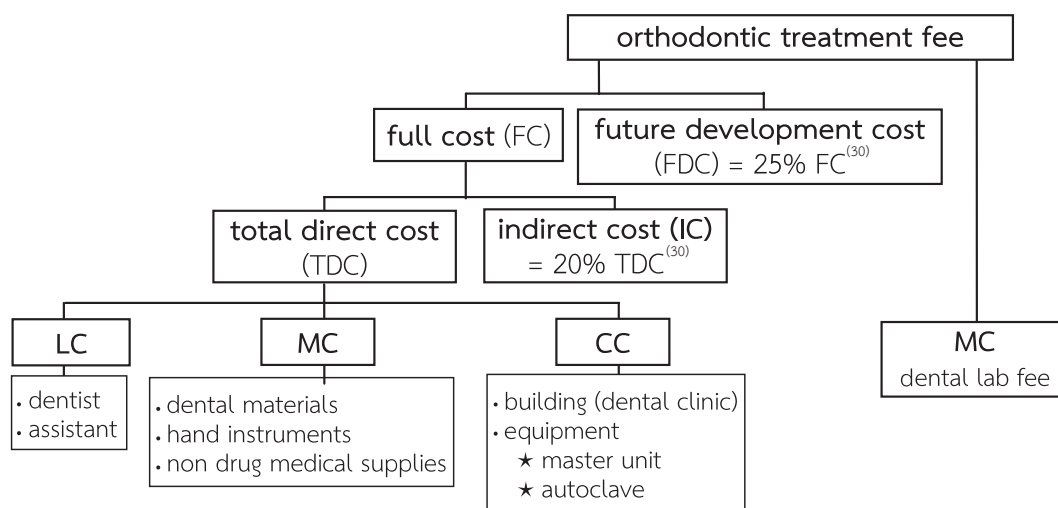 orthodontic treatment fee
full cost (FC)
future development cost
(FDC) = 25% FC⁽³⁰⁾
total direct cost
(TDC)
indirect cost (IC)
= 20% TDC⁽³⁰⁾
LC
MC
CC
MC
dental lab fee
· dentist
· assistant
· dental materials
· hand instruments
· non drug medical supplies
· building (dental clinic)
· equipment
★ master unit
★ autoclave